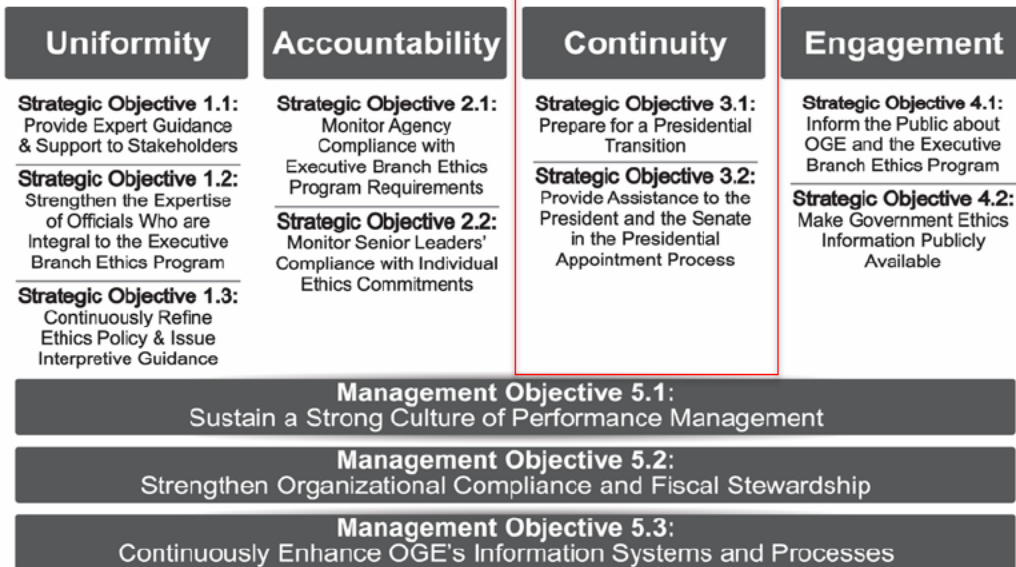 Uniformity
Strategic Objective 1.1:
Provide Expert Guidance
& Support to Stakeholders
Strategic Objective 1.2:
Strengthen the Expertise
of Officials Who are
Integral to the Executive
Branch Ethics Program
Strategic Objective 1.3:
Continuously Refine
Ethics Policy & Issue
Interpretive Guidance
Accountability
Strategic Objective 2.1:
Monitor Agency
Compliance with
Executive Branch Ethics
Program Requirements
Strategic Objective 2.2:
Monitor Senior Leaders'
Compliance with Individual
Ethics Commitments
Continuity
Strategic Objective 3.1:
Prepare for a Presidential
Transition
Strategic Objective 3.2:
Provide Assistance to the
President and the Senate
in the Presidential
Appointment Process
Engagement
Strategic Objective 4.1:
Inform the Public about
OGE and the Executive
Branch Ethics Program
Strategic Objective 4.2:
Make Government Ethics
Information Publicly
Available
Management Objective 5.1:
Sustain a Strong Culture of Performance Management
Management Objective 5.2:
Strengthen Organizational Compliance and Fiscal Stewardship
Management Objective 5.3:
Continuously Enhance OGE's Information Systems and Processes